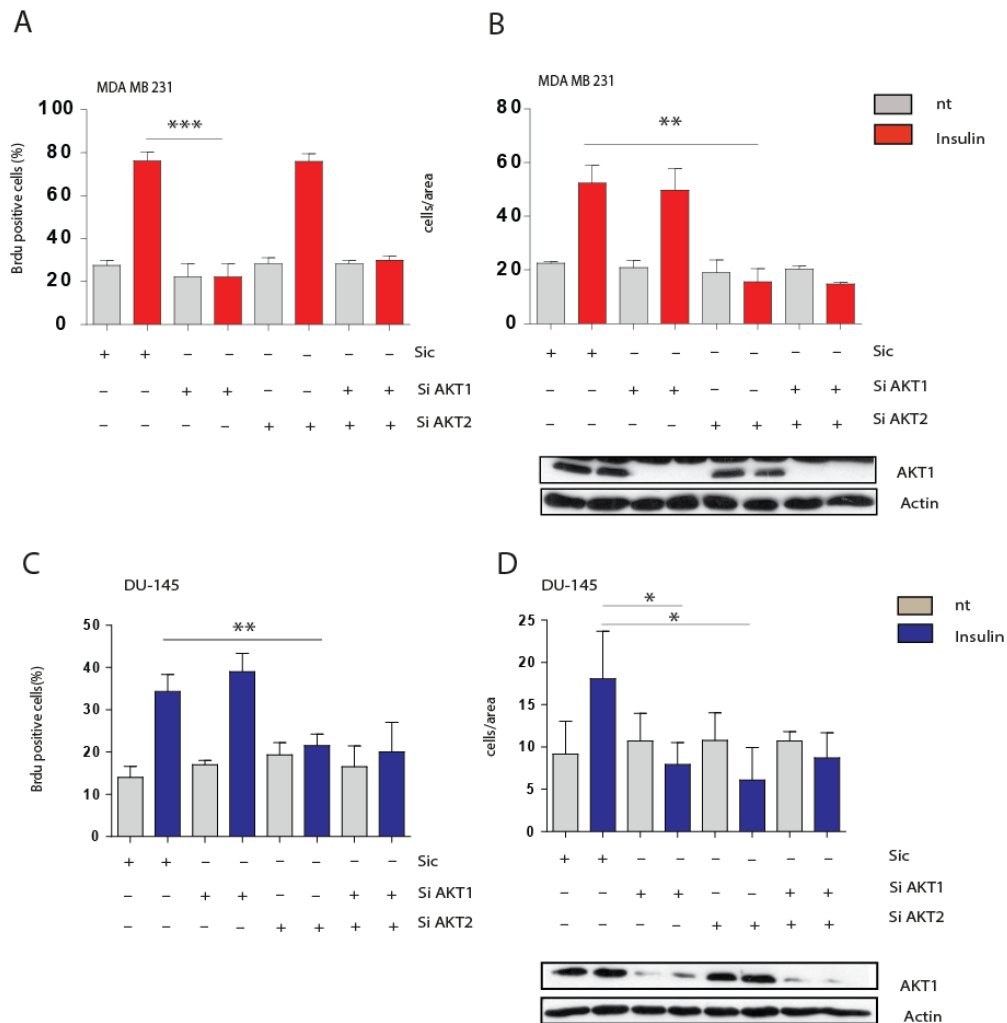 A
MDA MB 231
Brdu positive cells (%)
100
80
60
40
20
0
***
+ + – – – – – – Sic
– – + + – – + + Si AKT1
– – – – + + + + Si AKT2
B
MDA MB 231
cells/area
80
60
40
20
0
**
nt
Insulin
+ + – – – – – – Sic
– – + + – – + + Si AKT1
– – – – + + + + Si AKT2
AKT1
Actin
C
DU-145
Brdu positive cells(%)
50
40
30
20
10
0
**
+ + – – – – – – Sic
– – + + – – + + Si AKT1
– – – – + + + + Si AKT2
D
DU-145
cells/area
25
20
15
10
5
0
*
*
nt
Insulin
+ + – – – – – – Sic
– – + + – – + + Si AKT1
– – – – + + + + Si AKT2
AKT1
Actin